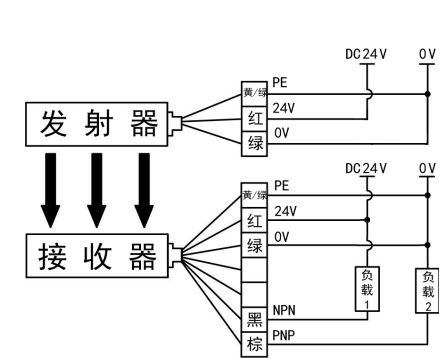 DC24V 0V
黄/绿 PE
发射器
红 24V
绿 0V
DC24V 0V
黄/绿 PE
红 24V
绿 0V
接收器
负载1
负载2
黑 NPN
棕 PNP